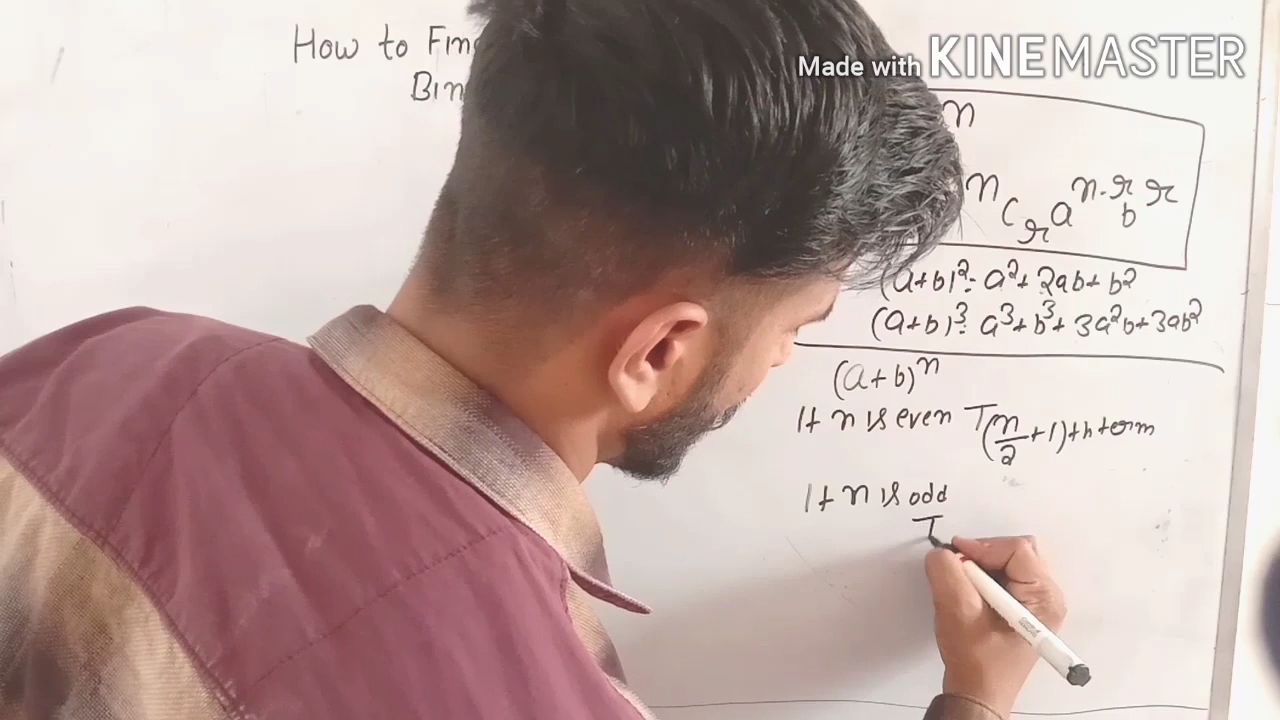 Made with KINEMASTER
How to Fin
Bin
n
n C r a n-r b r
(a+b)²= a²+2ab+b²
(a+b)³= a³+b³+3a²b+3ab²
(a+b)ⁿ
If n is even T(n/2+1)th term
If n is odd
T